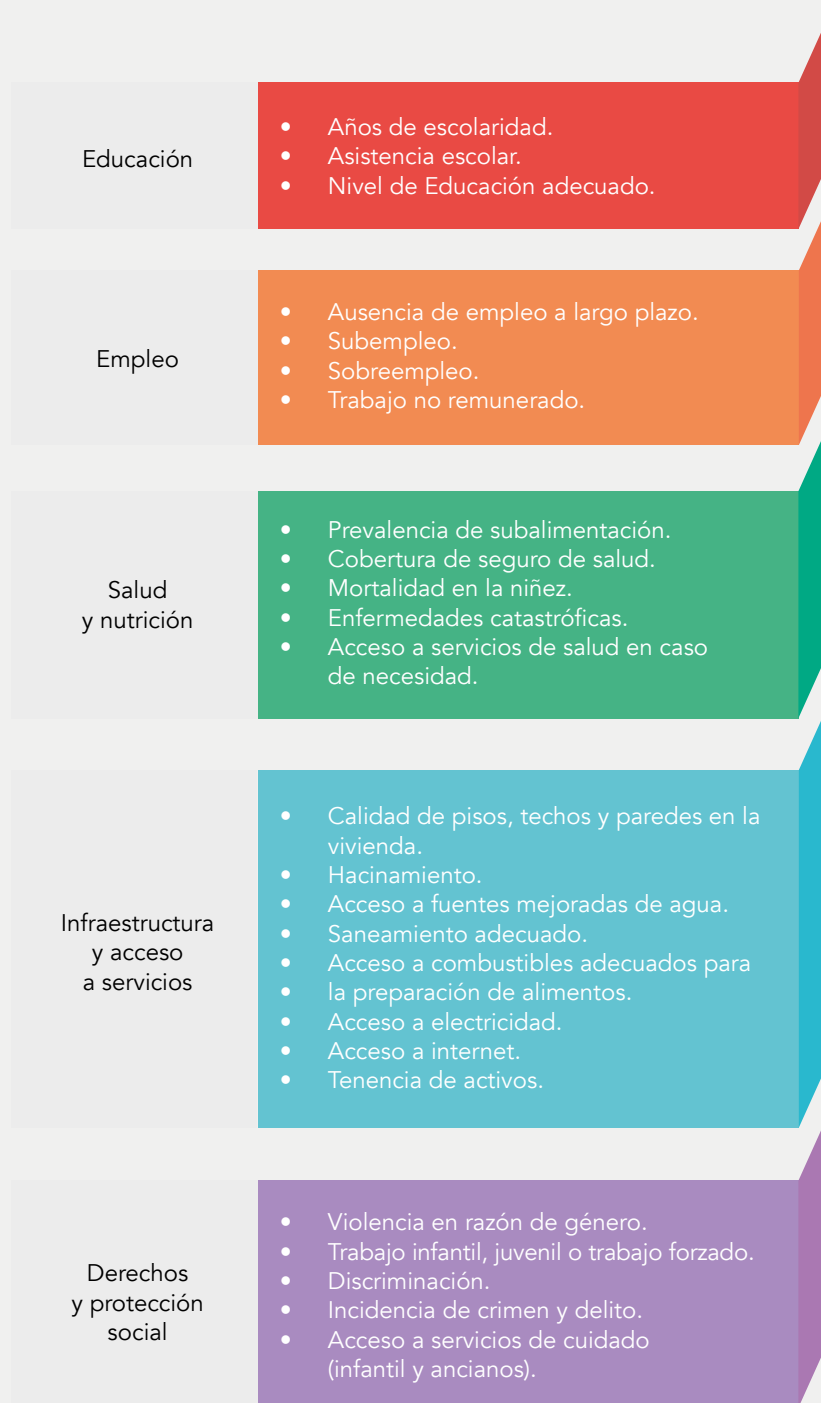 Educación
• Años de escolaridad.
• Asistencia escolar.
• Nivel de Educación adecuado.
Empleo
• Ausencia de empleo a largo plazo.
• Subempleo.
• Sobreempleo.
• Trabajo no remunerado.
Salud
y nutrición
• Prevalencia de subalimentación.
• Cobertura de seguro de salud.
• Mortalidad en la niñez.
• Enfermedades catastróficas.
• Acceso a servicios de salud en caso
de necesidad.
Infraestructura
y acceso
a servicios
• Calidad de pisos, techos y paredes en la
vivienda.
• Hacinamiento.
• Acceso a fuentes mejoradas de agua.
• Saneamiento adecuado.
• Acceso a combustibles adecuados para
• la preparación de alimentos.
• Acceso a electricidad.
• Acceso a internet.
• Tenencia de activos.
Derechos
y protección
social
• Violencia en razón de género.
• Trabajo infantil, juvenil o trabajo forzado.
• Discriminación.
• Incidencia de crimen y delito.
• Acceso a servicios de cuidado
(infantil y ancianos).